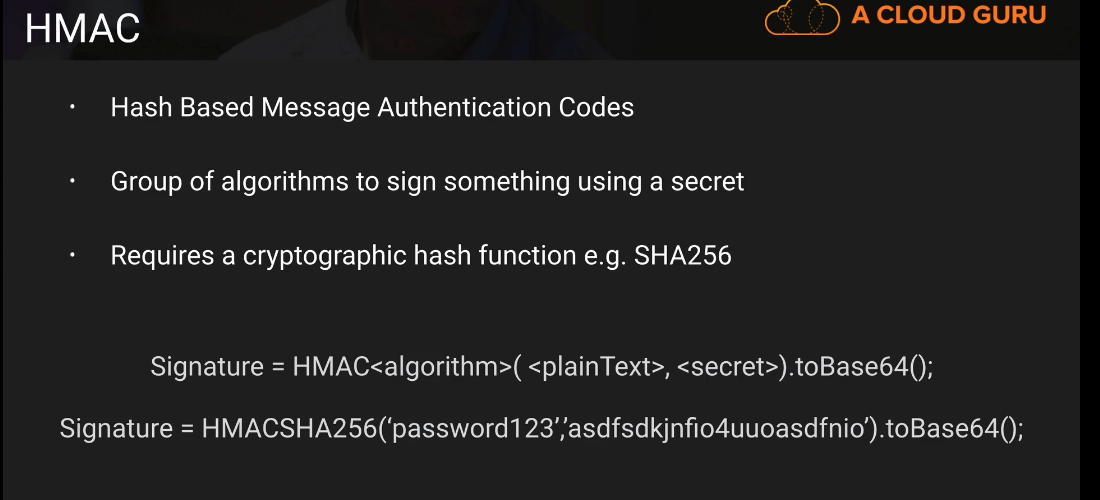 HMAC
A CLOUD GURU
· Hash Based Message Authentication Codes
· Group of algorithms to sign something using a secret
· Requires a cryptographic hash function e.g. SHA256
Signature = HMAC<algorithm>( <plainText>, <secret>).toBase64();
Signature = HMACSHA256(‘password123’,’asdfsdkjnfio4uuoasdfnio’).toBase64();